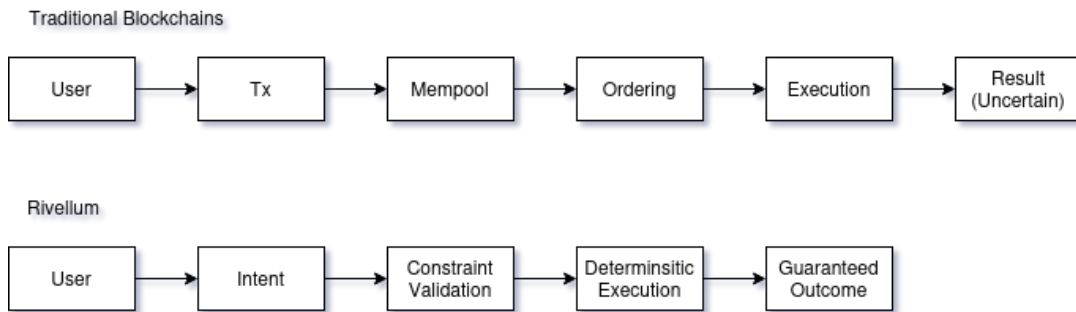 Traditional Blockchains
User
Tx
Mempool
Ordering
Execution
Result
(Uncertain)
Rivellum
User
Intent
Constraint
Validation
Determinsitic
Execution
Guaranteed
Outcome